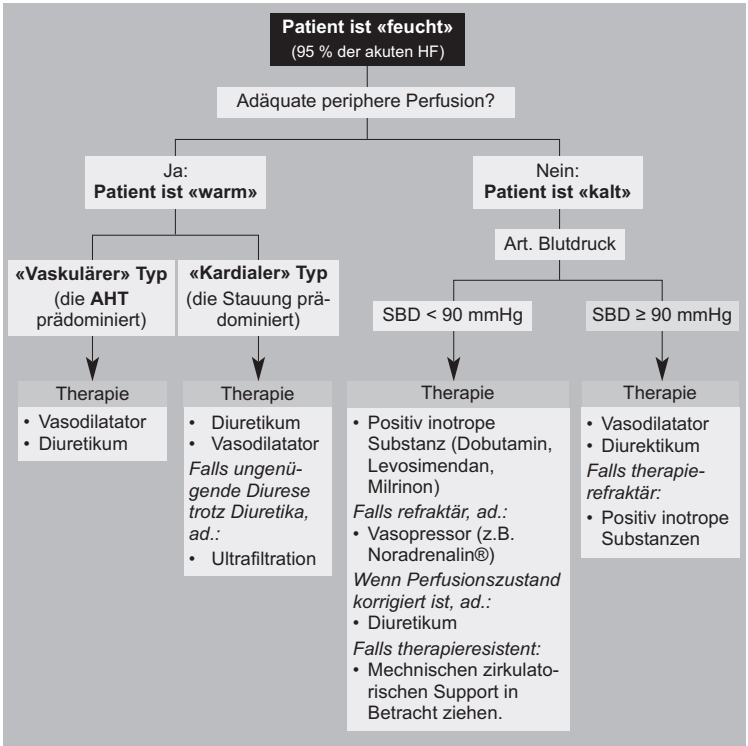 Patient ist «feucht»
(95 % der akuten HF)
Adäquate periphere Perfusion?
Ja:
Patient ist «warm»
Nein:
Patient ist «kalt»
«Vaskulärer» Typ
(die AHT
prädominiert)
«Kardialer» Typ
(die Stauung prä-
dominiert)
Art. Blutdruck
SBD < 90 mmHg
SBD ≥ 90 mmHg
Therapie
• Vasodilatator
• Diuretikum
Therapie
• Diuretikum
• Vasodilatator
Falls ungenü-
gende Diurese
trotz Diuretika,
ad.:
• Ultrafiltration
Therapie
• Positiv inotrope
Substanz (Dobutamin,
Levosimendan,
Milrinon)
Falls refraktär, ad.:
• Vasopressor (z.B.
Noradrenalin®)
Wenn Perfusionszustand
korrigiert ist, ad.:
• Diuretikum
Falls therapieresistent:
• Mechnischen zirkulato-
rischen Support in
Betracht ziehen.
Therapie
• Vasodilatator
• Diurektikum
Falls therapie-
refraktär:
• Positiv inotrope
Substanzen